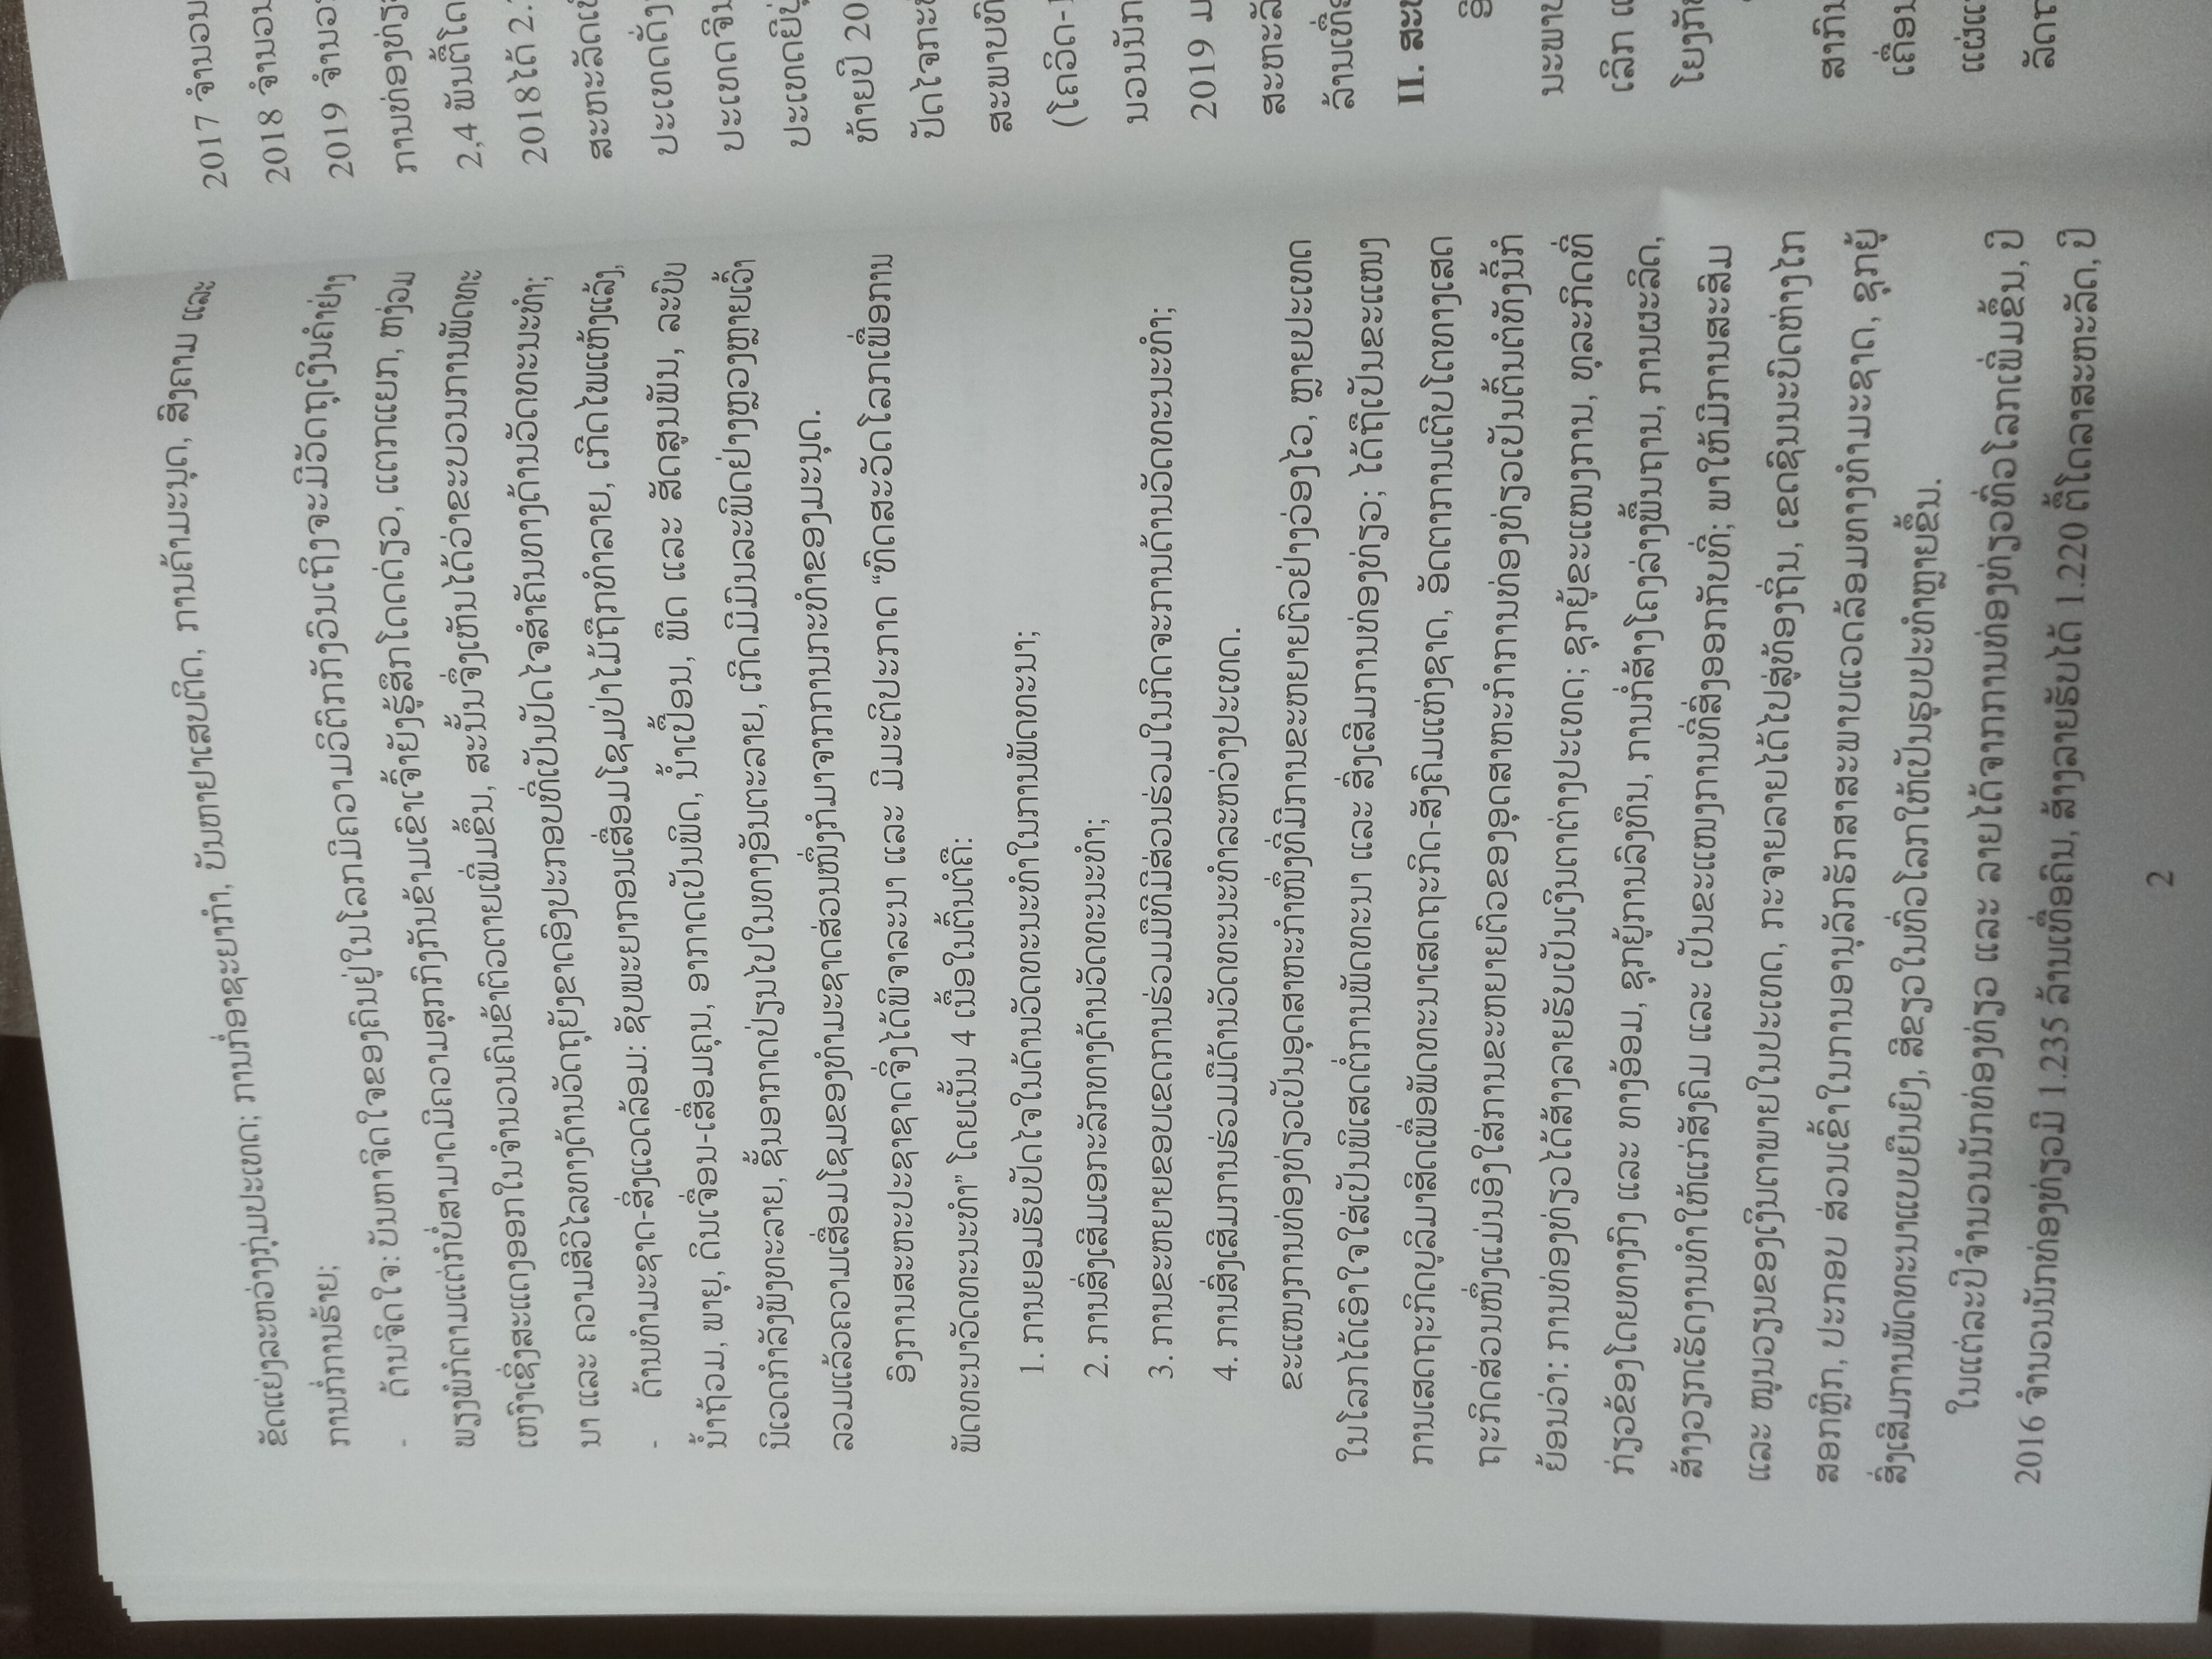 ຂັດແຍ່ງລະຫວ່າງກຸ່ມປະເທດ; ການກໍ່ອາຊະຍາກຳ, ບັນຫາຢາເສບຕິດ, ການຄ້າມະນຸດ, ສົງຄາມ ແລະ
ການກໍ່ການຮ້າຍ;
- ດ້ານຈິດໃຈ: ບັນຫາຈິດໃຈຂອງຄົນຢູ່ໃນໂລກມີຄວາມວິຕົກກັງວົນເຖິງຈະມີວັດຖຸເງິນຄຳຢ່າງ
ພຽງພໍກໍຕາມແຕ່ກໍບໍ່ສາມາດມີຄວາມສຸກກົງກັນຂ້າມເຂົາເຈົ້າຍັງຮູ້ສຶກໂດດດ່ຽວ, ແຕກແຍກ, ຫງ່ວມ
ເຫງົາເຊິ່ງສະແດງອອກໃນຈຳນວນຄົນຂ້າຕົວຕາຍເພີ່ມຂຶ້ນ, ສະນັ້ນຈຶ່ງເຫັນໄດ້ວ່າຂະບວນການພັດທະ
ນາ ແລະ ຄວາມສີວິໄລທາງດ້ານວັດຖຸຍັງຂາດອົງປະກອບທີ່ເປັນປັດໄຈສຳຄັນທາງດ້ານວັດທະນະທຳ;
- ດ້ານທຳມະຊາດ-ສິ່ງແວດລ້ອມ: ຊັບພະຍາກອນເສື່ອມໂຊມປ່າໄມ້ຖືກທຳລາຍ, ເກີດໄພແຫ້ງແລ້ງ,
ນ້ຳຖ້ວມ, ພາຍຸ, ດິນເຈື່ອນ-ເສື່ອມຄຸນ, ອາກາດເປັນພິດ, ນ້ຳເປື້ອນ, ພືດ ແລະ ສັດສູນພັນ, ລະບົບ
ນິເວດກຳລັງພັງທະລາຍ, ຊັ້ນອາກາດປ່ຽນໄປໃນທາງອັນຕະລາຍ, ເກີດມີມົນລະພິດຢ່າງຫຼວງຫຼາຍເວົ້າ
ລວມແລ້ວຄວາມເສື່ອມໂຊມຂອງທຳມະຊາດສ່ວນໜຶ່ງກໍມາຈາກການກະທຳຂອງມະນຸດ.
ອົງການສະຫະປະຊາຊາດຈຶ່ງໄດ້ພິຈາລະນາ ແລະ ມີມະຕິປະກາດ “ທົດສະວັດໂລກເພື່ອການ
ພັດທະນາວັດທະນະທຳ” ໂດຍເນັ້ນ 4 ເນື້ອໃນຕົ້ນຕໍຄື:
1. ການຍອມຮັບປັດໄຈໃນດ້ານວັດທະນະທຳໃນການພັດທະນາ;
2. ການສົ່ງເສີມເອກະລັກທາງດ້ານວັດທະນະທຳ;
3. ການຂະຫຍາຍຂອບເຂດການຮ່ວມມືທີ່ມີສ່ວນຮ່ວມໃນກິດຈະການດ້ານວັດທະນະທຳ;
4. ການສົ່ງເສີມການຮ່ວມມືດ້ານວັດທະນະທຳລະຫວ່າງປະເທດ.
ຂະແໜງການທ່ອງທ່ຽວເປັນອຸດສາຫະກຳໜຶ່ງທີ່ມີການຂະຫຍາຍຕົວຢ່າງວ່ອງໄວ, ຫຼາຍປະເທດ
ໃນໂລກໄດ້ເອົາໃຈໃສ່ເປັນພິເສດຕໍ່ການພັດທະນາ ແລະ ສົ່ງເສີມການທ່ອງທ່ຽວ; ໄດ້ຖືເປັນຂະແໜງ
ການເສດຖະກິດບູລິມາສິດເພື່ອພັດທະນາເສດຖະກິດ-ສັງຄົມແຫ່ງຊາດ, ອັດຕາການເຕີບໂຕທາງເສດ
ຖະກິດສ່ວນໜຶ່ງແມ່ນອີງໃສ່ການຂະຫຍາຍຕົວຂອງອຸດສາຫະກຳການທ່ອງທ່ຽວເປັນຕົ້ນຕໍທັງນີ້ກໍ
ຍ້ອນວ່າ: ການທ່ອງທ່ຽວໄດ້ສ້າງລາຍຮັບເປັນເງິນຕາຕ່າງປະເທດ; ຊຸກຍູ້ຂະແໜງການ, ທຸລະກິດທີ່
ກ່ຽວຂ້ອງໂດຍທາງກົງ ແລະ ທາງອ້ອມ, ຊຸກຍູ້ການລົງທຶນ, ການກໍ່ສ້າງໂຄງລ່າງພື້ນຖານ, ການຜະລິດ,
ສ້າງວຽກເຮັດງານທຳໃຫ້ແກ່ສັງຄົມ ແລະ ເປັນຂະແໜງການທີ່ສົ່ງອອກກັບທີ່; ພາໃຫ້ມີການສະສົມ
ແລະ ໝູນວຽນຂອງເງິນຕາພາຍໃນປະເທດ, ກະຈາຍລາຍໄດ້ໄປສູ່ທ້ອງຖິ່ນ, ເຂດຊົນນະບົດຫ່າງໄກ
ສອກຫຼີກ, ປະກອບ ສ່ວນເຂົ້າໃນການອານຸລັກຮັກສາສະພາບແວດລ້ອມທາງທຳມະຊາດ, ຊຸກຍູ້
ສົ່ງເສີມການພັດທະນາແບບຍືນຍົງ, ສີຂຽວໃນທົ່ວໂລກໃຫ້ເປັນຮູບປະທຳຫຼາຍຂຶ້ນ.
ໃນແຕ່ລະປີຈຳນວນນັກທ່ອງທ່ຽວ ແລະ ລາຍໄດ້ຈາກການທ່ອງທ່ຽວທົ່ວໂລກເພີ່ມຂຶ້ນ, ປີ
2016 ຈຳນວນນັກທ່ອງທ່ຽວມີ 1.235 ລ້ານເທື່ອຄົນ, ສ້າງລາຍຮັບໄດ້ 1.220 ຕື້ໂດລາສະຫະລັດ, ປີ
2
2017 ຈຳນວນ
2018 ຈຳນວນ
2019 ຈຳນວ
ການທ່ອງທ່ຽ
2,4 ພັນຕື້ໂດ
2018 ໄດ້ 2.
ສະຫະລັດເປັ
ປະເທດຖັງ
ປະເທດຈີນ
ປະເທດຍີ່ປຸ່
ທ້າຍປີ 20
ປັດໄຈກະ
ສະພາບທີ່
(ໂຄວິດ-1
ນວນນັກ
2019 ມ
ສະຫະລັ
ລ້ານເທື່ອ
II. ສະ
ນະພາບ
ເລິກ ແ
ໂຍງກັ
ສາກົນ
ເຄື່ອນ
ແຜ່ແ
ລັດຖ